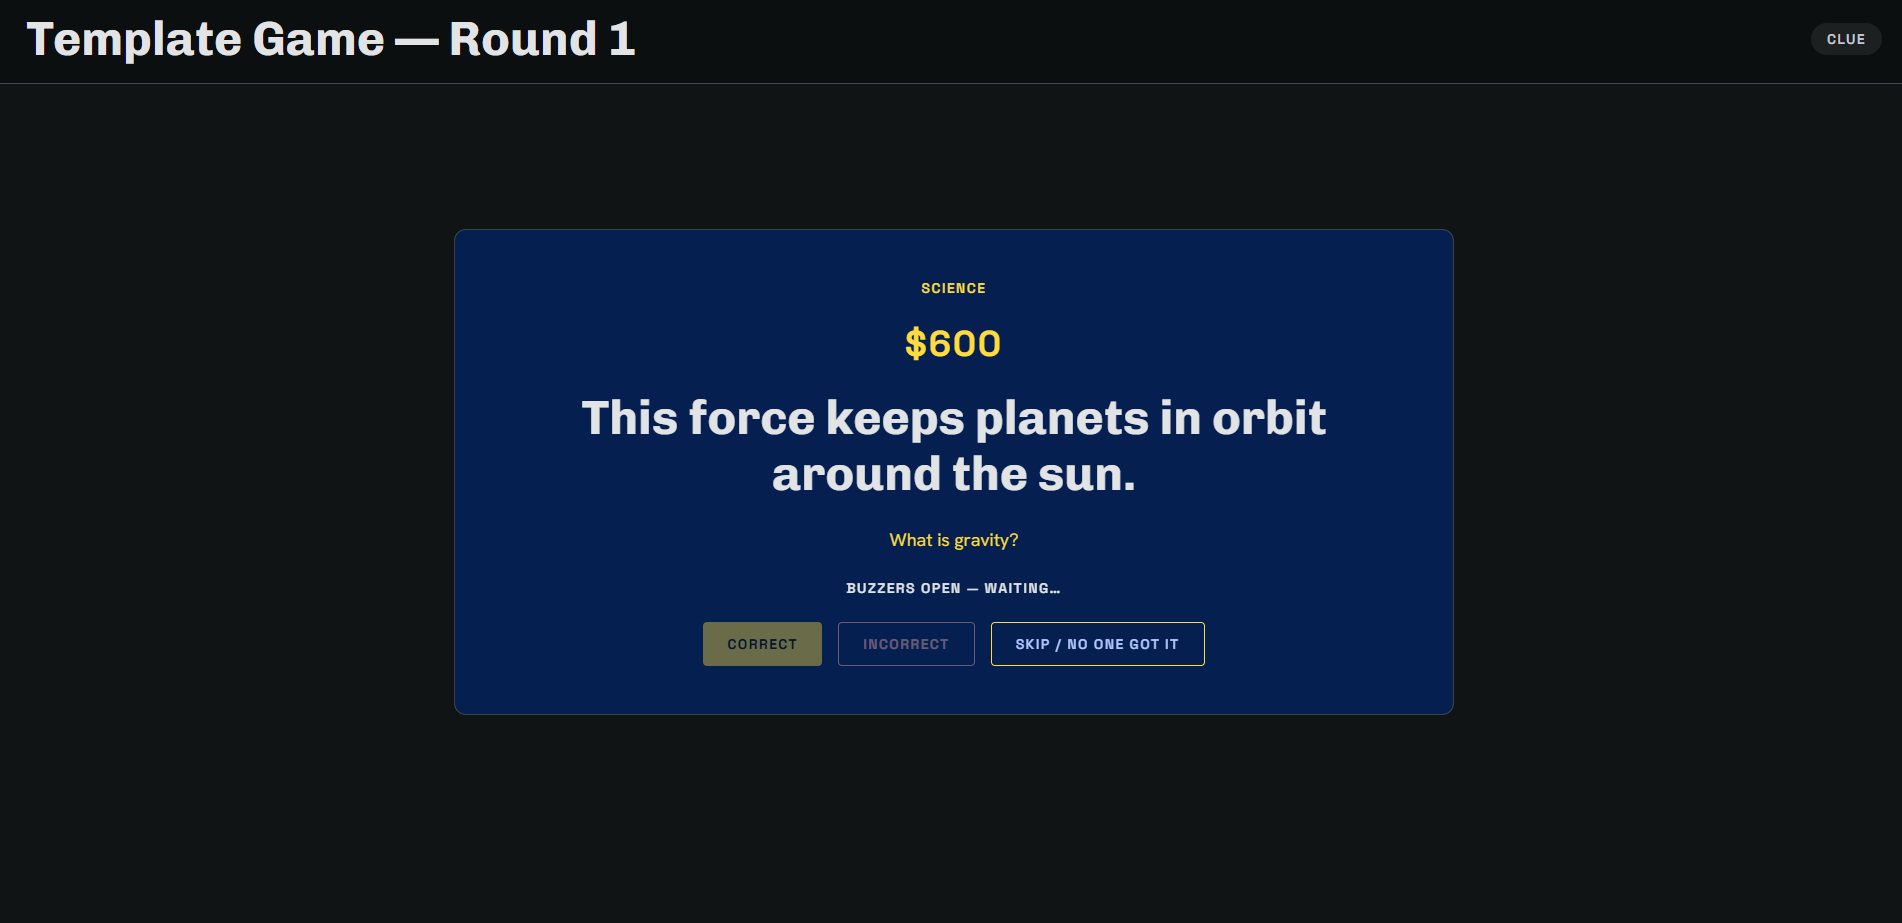 Template Game — Round 1
CLUE
SCIENCE
$600
This force keeps planets in orbit
around the sun.
What is gravity?
BUZZERS OPEN — WAITING…
CORRECT
INCORRECT
SKIP / NO ONE GOT IT